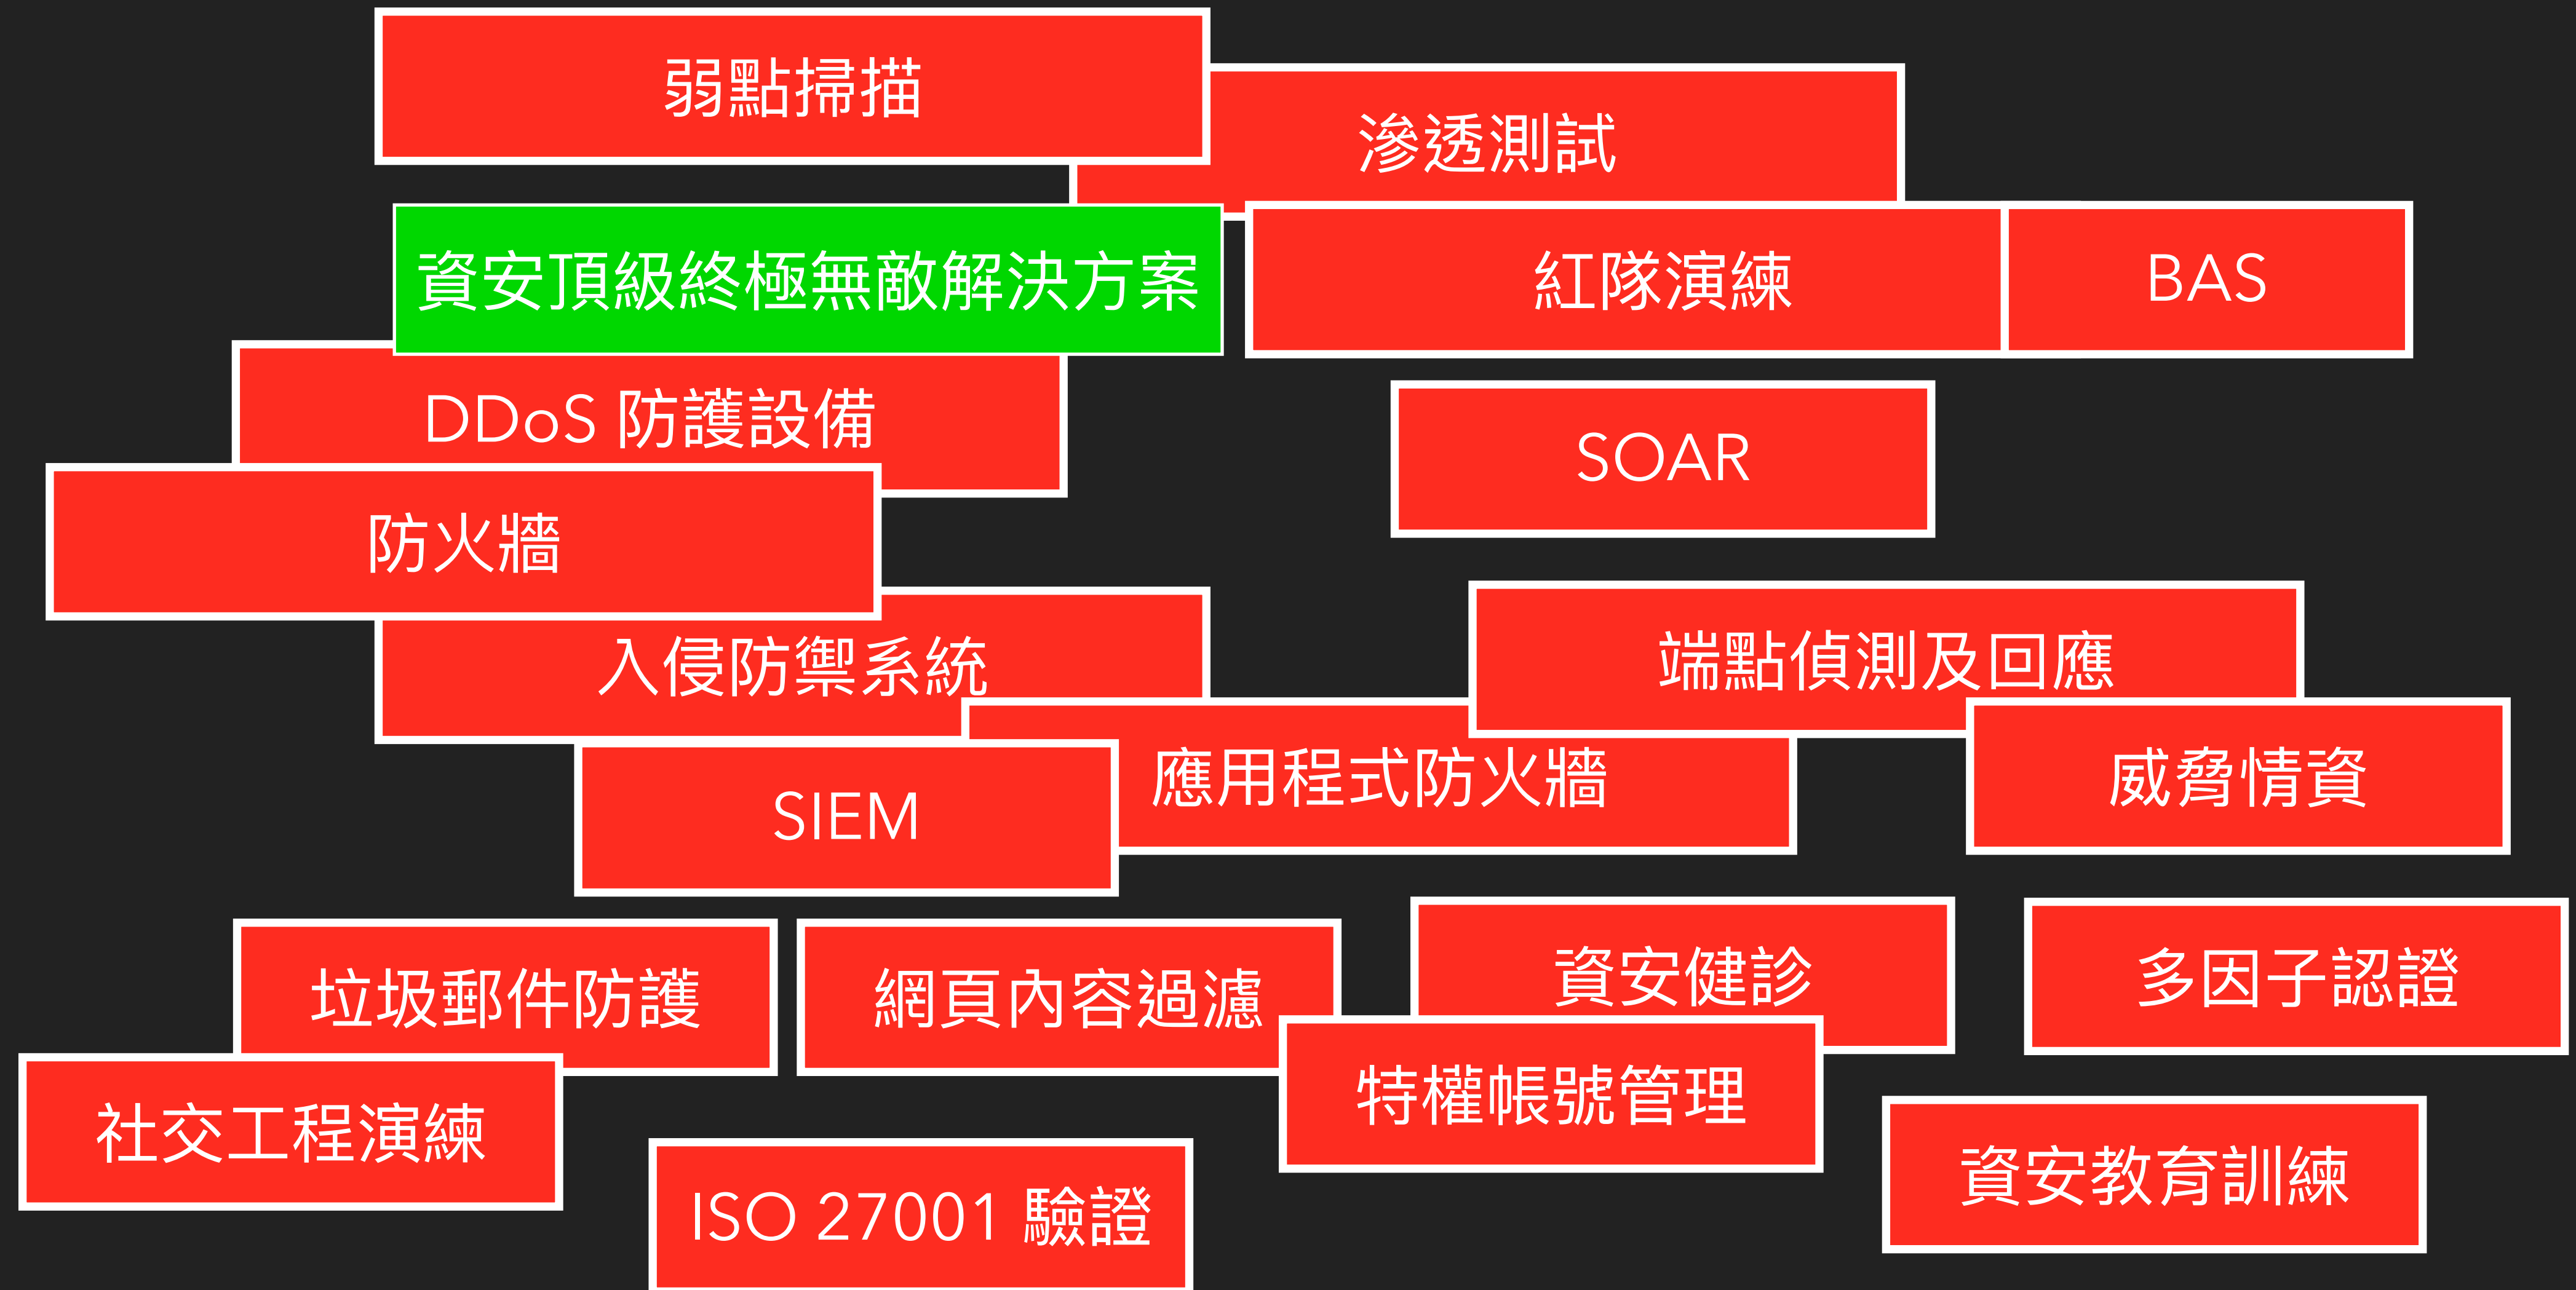 弱點掃描
滲透測試
資安頂級終極無敵解決方案
紅隊演練
BAS
DDoS 防護設備
SOAR
防火牆
入侵防禦系統
端點偵測及回應
應用程式防火牆
威脅情資
SIEM
垃圾郵件防護
網頁內容過濾
資安健診
多因子認證
特權帳號管理
社交工程演練
資安教育訓練
ISO 27001 驗證